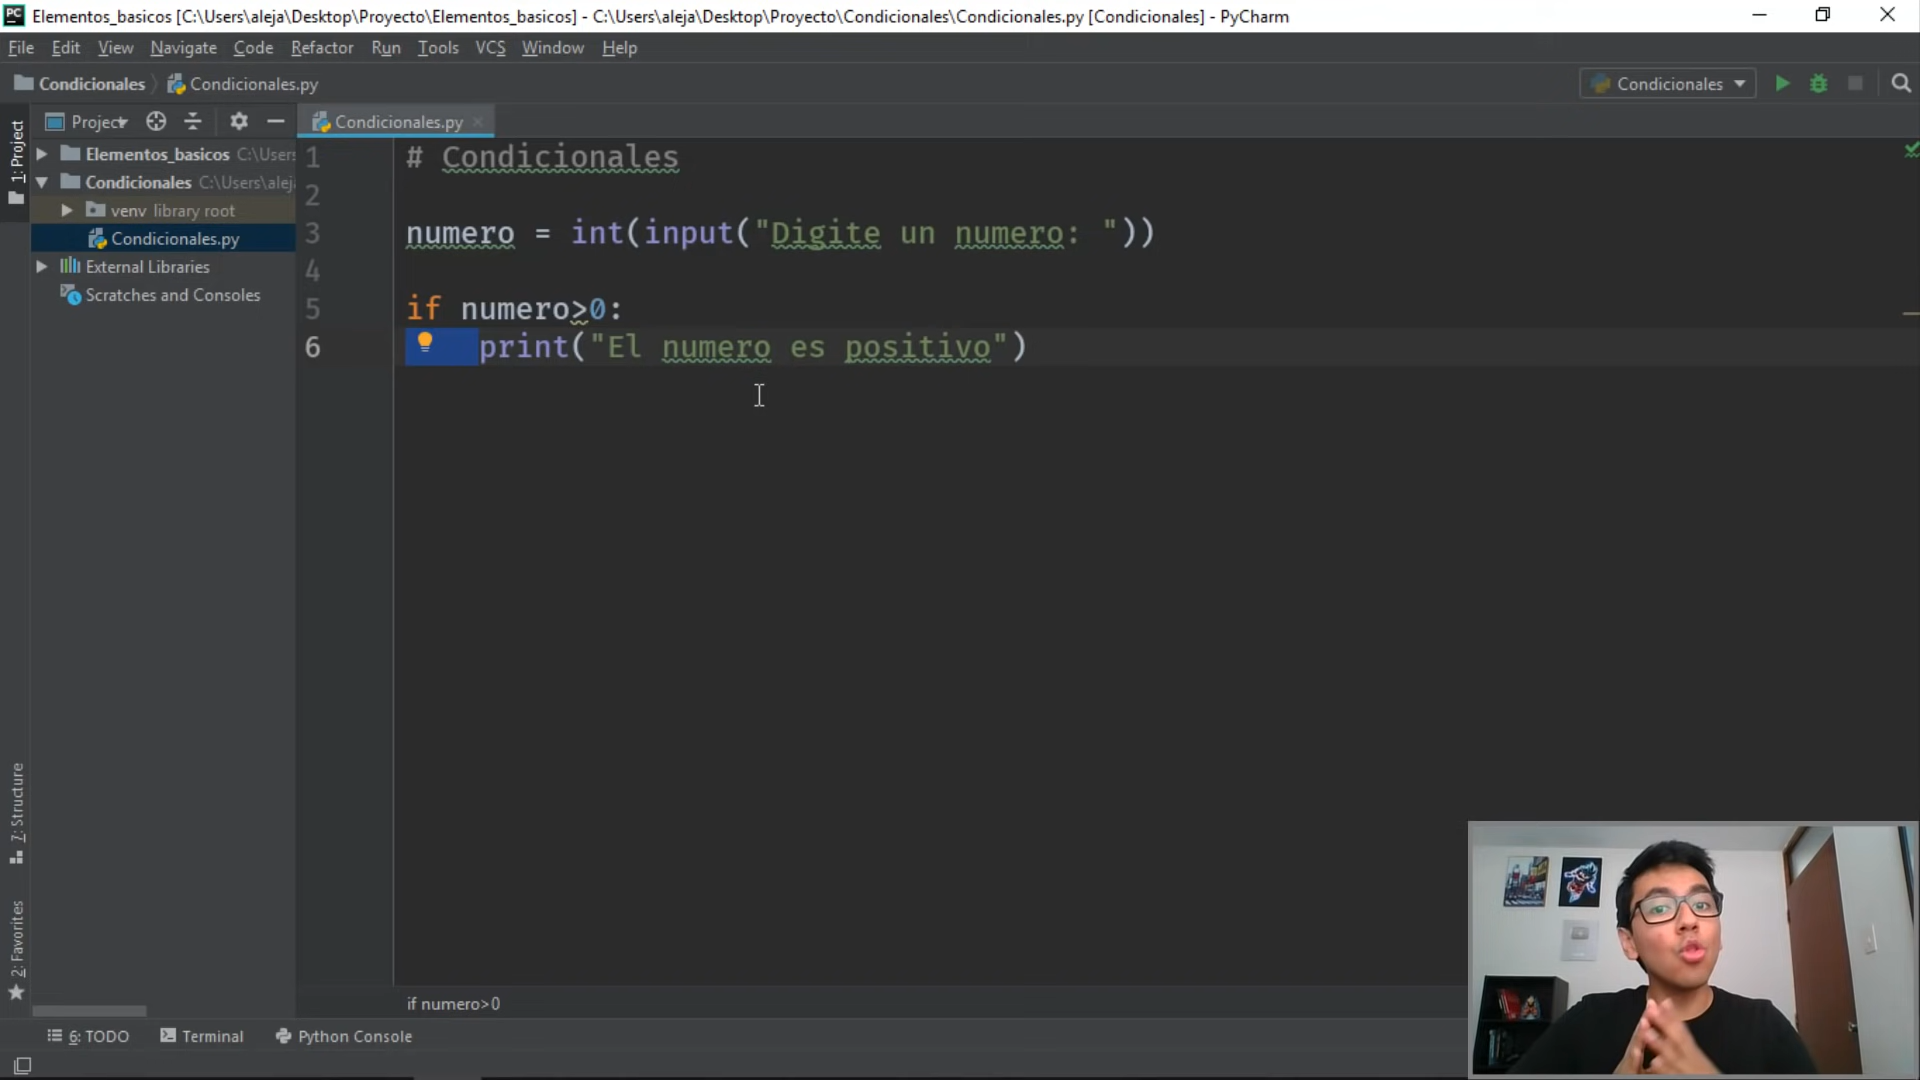 PC Elementos_basicos [C:\Users\aleja\Desktop\Proyecto\Elementos_basicos] - C:\Users\aleja\Desktop\Proyecto\Condicionales\Condicionales.py [Condicionales] - PyCharm
File Edit View Navigate Code Refactor Run Tools VCS Window Help
Condicionales Condicionales.py Condicionales
1: Project
Project
Condicionales.py
Elementos_basicos C:\Users
Condicionales C:\Users\alej
venv library root
Condicionales.py
External Libraries
Scratches and Consoles
1 # Condicionales
2
3 numero = int(input("Digite un numero: "))
4
5 if numero>0:
6 print("El numero es positivo")
7: Structure
2: Favorites
if numero>0
6: TODO Terminal Python Console